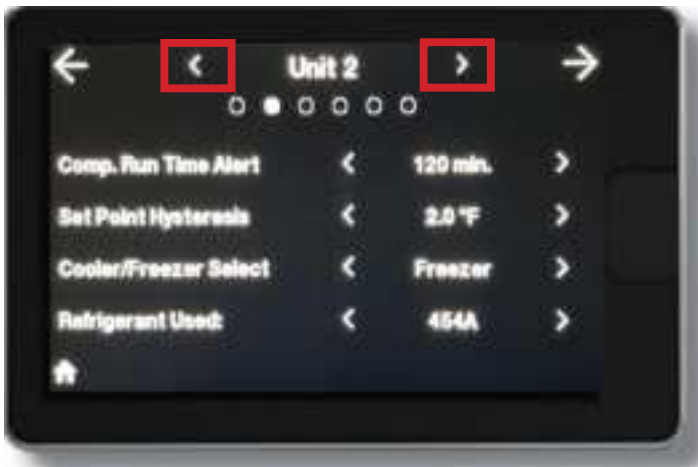 Unit 2
Comp. Run Time Alert 120 min.
Set Point Hysteresis 2.0 °F
Cooler/Freezer Select Freezer
Refrigerant Used: 454A